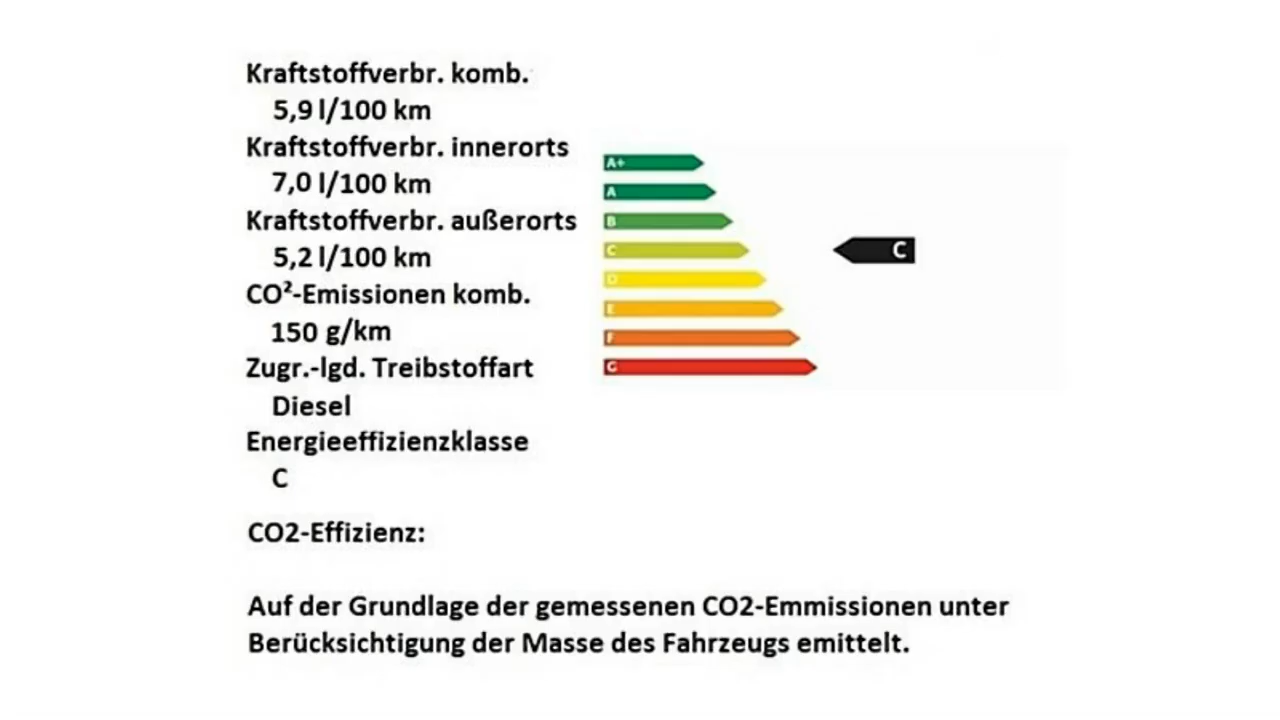 Kraftstoffverbr. komb.
5,9 l/100 km
Kraftstoffverbr. innerorts
7,0 l/100 km
Kraftstoffverbr. außerorts
5,2 l/100 km
CO²-Emissionen komb.
150 g/km
Zugr.-lgd. Treibstoffart
Diesel
Energieeffizienzklasse
C
A+
A
B
C
D
E
F
G
C
CO2-Effizienz:
Auf der Grundlage der gemessenen CO2-Emmissionen unter
Berücksichtigung der Masse des Fahrzeugs emittelt.